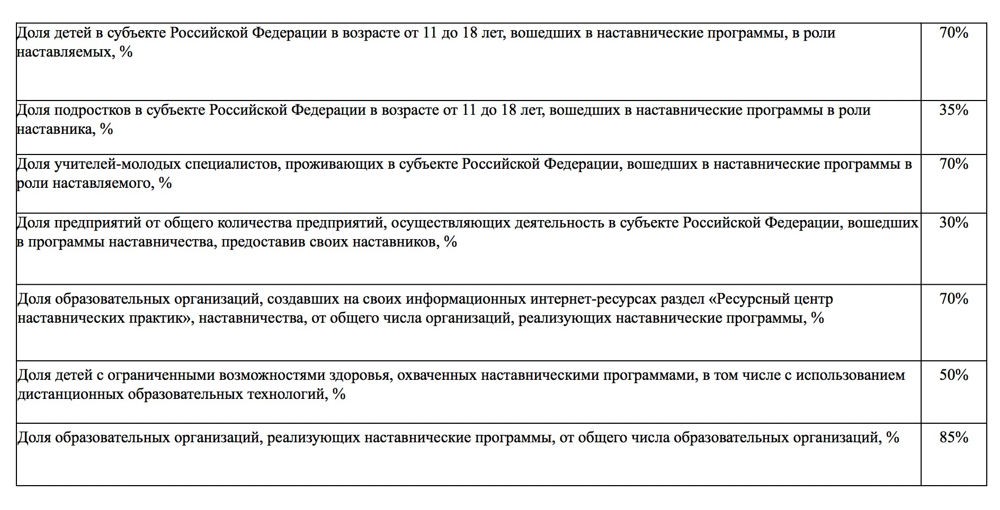 Доля детей в субъекте Российской Федерации в возрасте от 11 до 18 лет, вошедших в наставнические программы, в роли
наставляемых, %
70%
Доля подростков в субъекте Российской Федерации в возрасте от 11 до 18 лет, вошедших в наставнические программы в роли
наставника, %
35%
Доля учителей-молодых специалистов, проживающих в субъекте Российской Федерации, вошедших в наставнические программы в
роли наставляемого, %
70%
Доля предприятий от общего количества предприятий, осуществляющих деятельность в субъекте Российской Федерации, вошедших
в программы наставничества, предоставив своих наставников, %
30%
Доля образовательных организаций, создавших на своих информационных интернет-ресурсах раздел «Ресурсный центр
наставнических практик», наставничества, от общего числа организаций, реализующих наставнические программы, %
70%
Доля детей с ограниченными возможностями здоровья, охваченных наставническими программами, в том числе с использованием
дистанционных образовательных технологий, %
50%
Доля образовательных организаций, реализующих наставнические программы, от общего числа образовательных организаций, %
85%